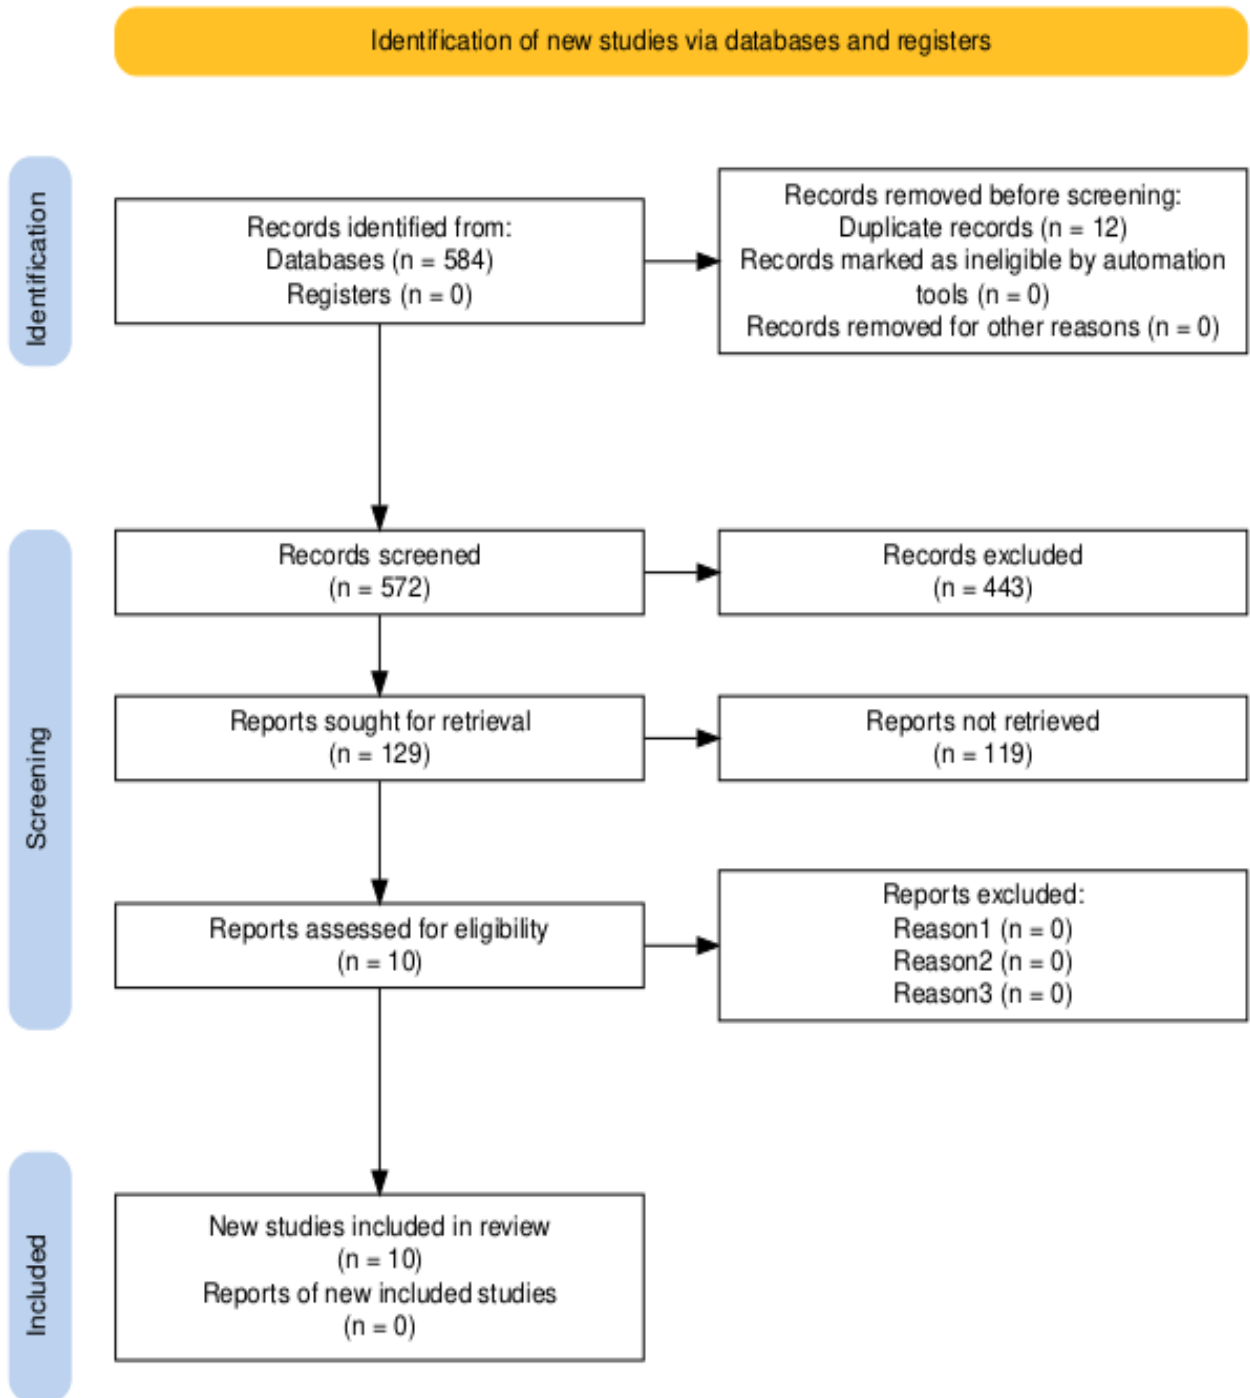 Identification of new studies via databases and registers
Identification
Records identified from:
Databases (n = 584)
Registers (n = 0)
Records removed before screening:
Duplicate records (n = 12)
Records marked as ineligible by automation
tools (n = 0)
Records removed for other reasons (n = 0)
Screening
Records screened
(n = 572)
Records excluded
(n = 443)
Reports sought for retrieval
(n = 129)
Reports not retrieved
(n = 119)
Reports assessed for eligibility
(n = 10)
Reports excluded:
Reason1 (n = 0)
Reason2 (n = 0)
Reason3 (n = 0)
Included
New studies included in review
(n = 10)
Reports of new included studies
(n = 0)